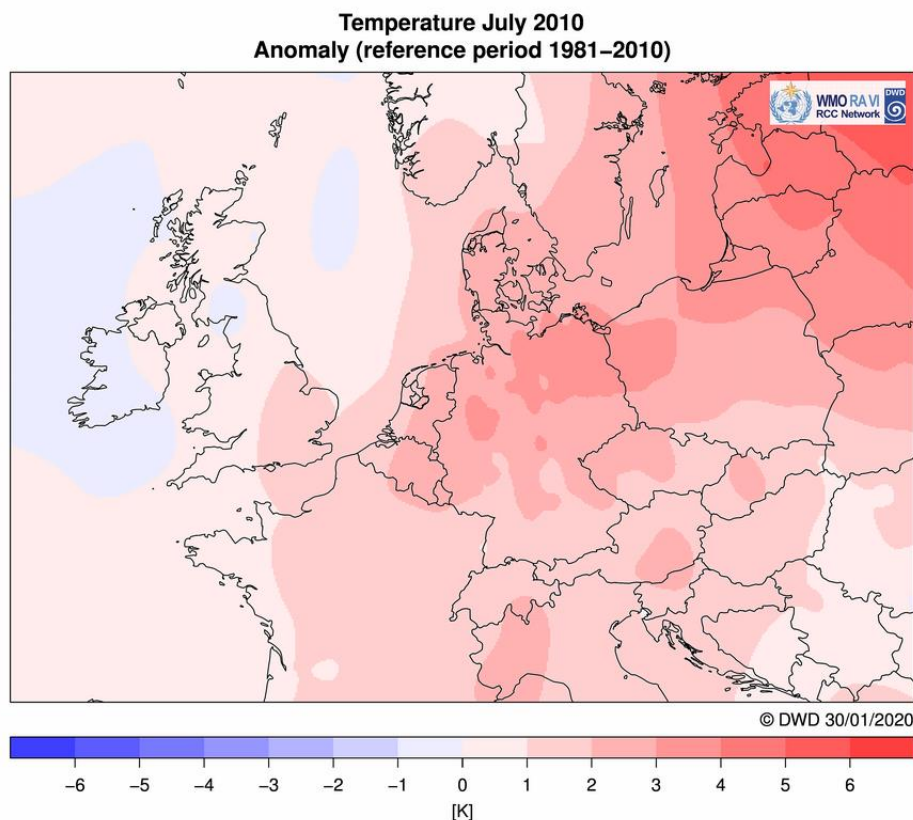 Temperature July 2010
Anomaly (reference period 1981−2010)
WMO RA VI
RCC Network
DWD
© DWD 30/01/2020
−6 −5 −4 −3 −2 −1 0 1 2 3 4 5 6
[K]